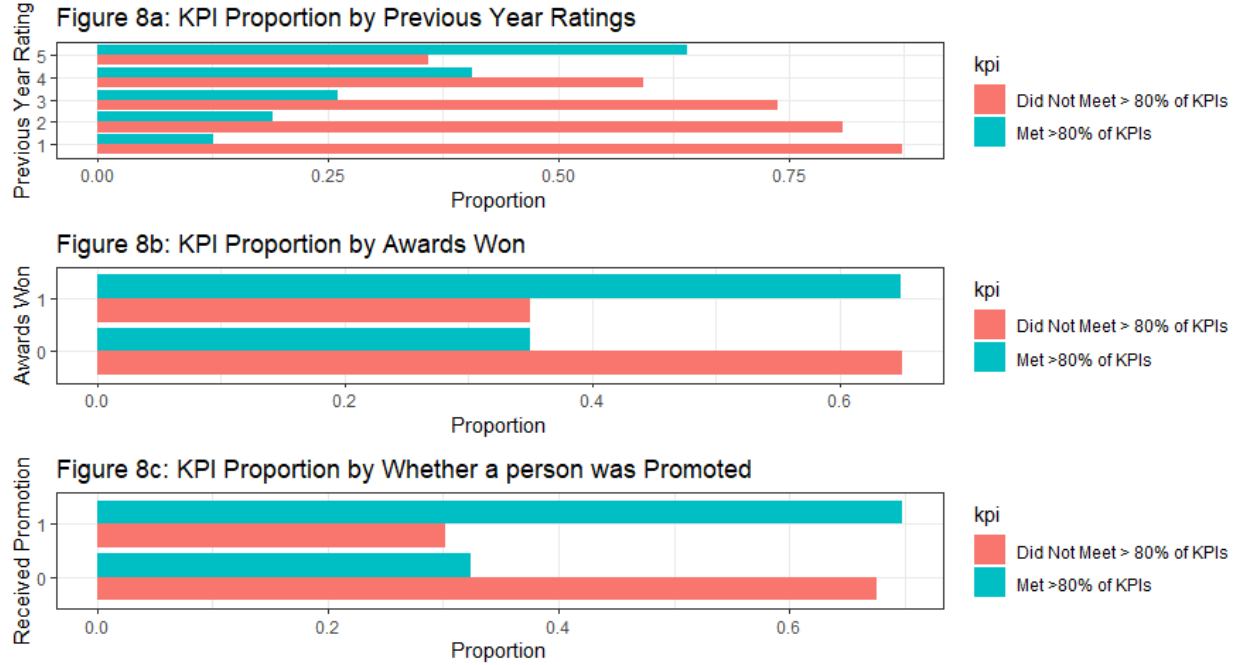 Figure 8a: KPI Proportion by Previous Year Ratings
Previous Year Rating
5
4
3
2
1
0.00 0.25 0.50 0.75
Proportion
kpi
Did Not Meet > 80% of KPIs
Met >80% of KPIs
Figure 8b: KPI Proportion by Awards Won
Awards Won
1
0
0.0 0.2 0.4 0.6
Proportion
kpi
Did Not Meet > 80% of KPIs
Met >80% of KPIs
Figure 8c: KPI Proportion by Whether a person was Promoted
Received Promotion
1
0
0.0 0.2 0.4 0.6
Proportion
kpi
Did Not Meet > 80% of KPIs
Met >80% of KPIs